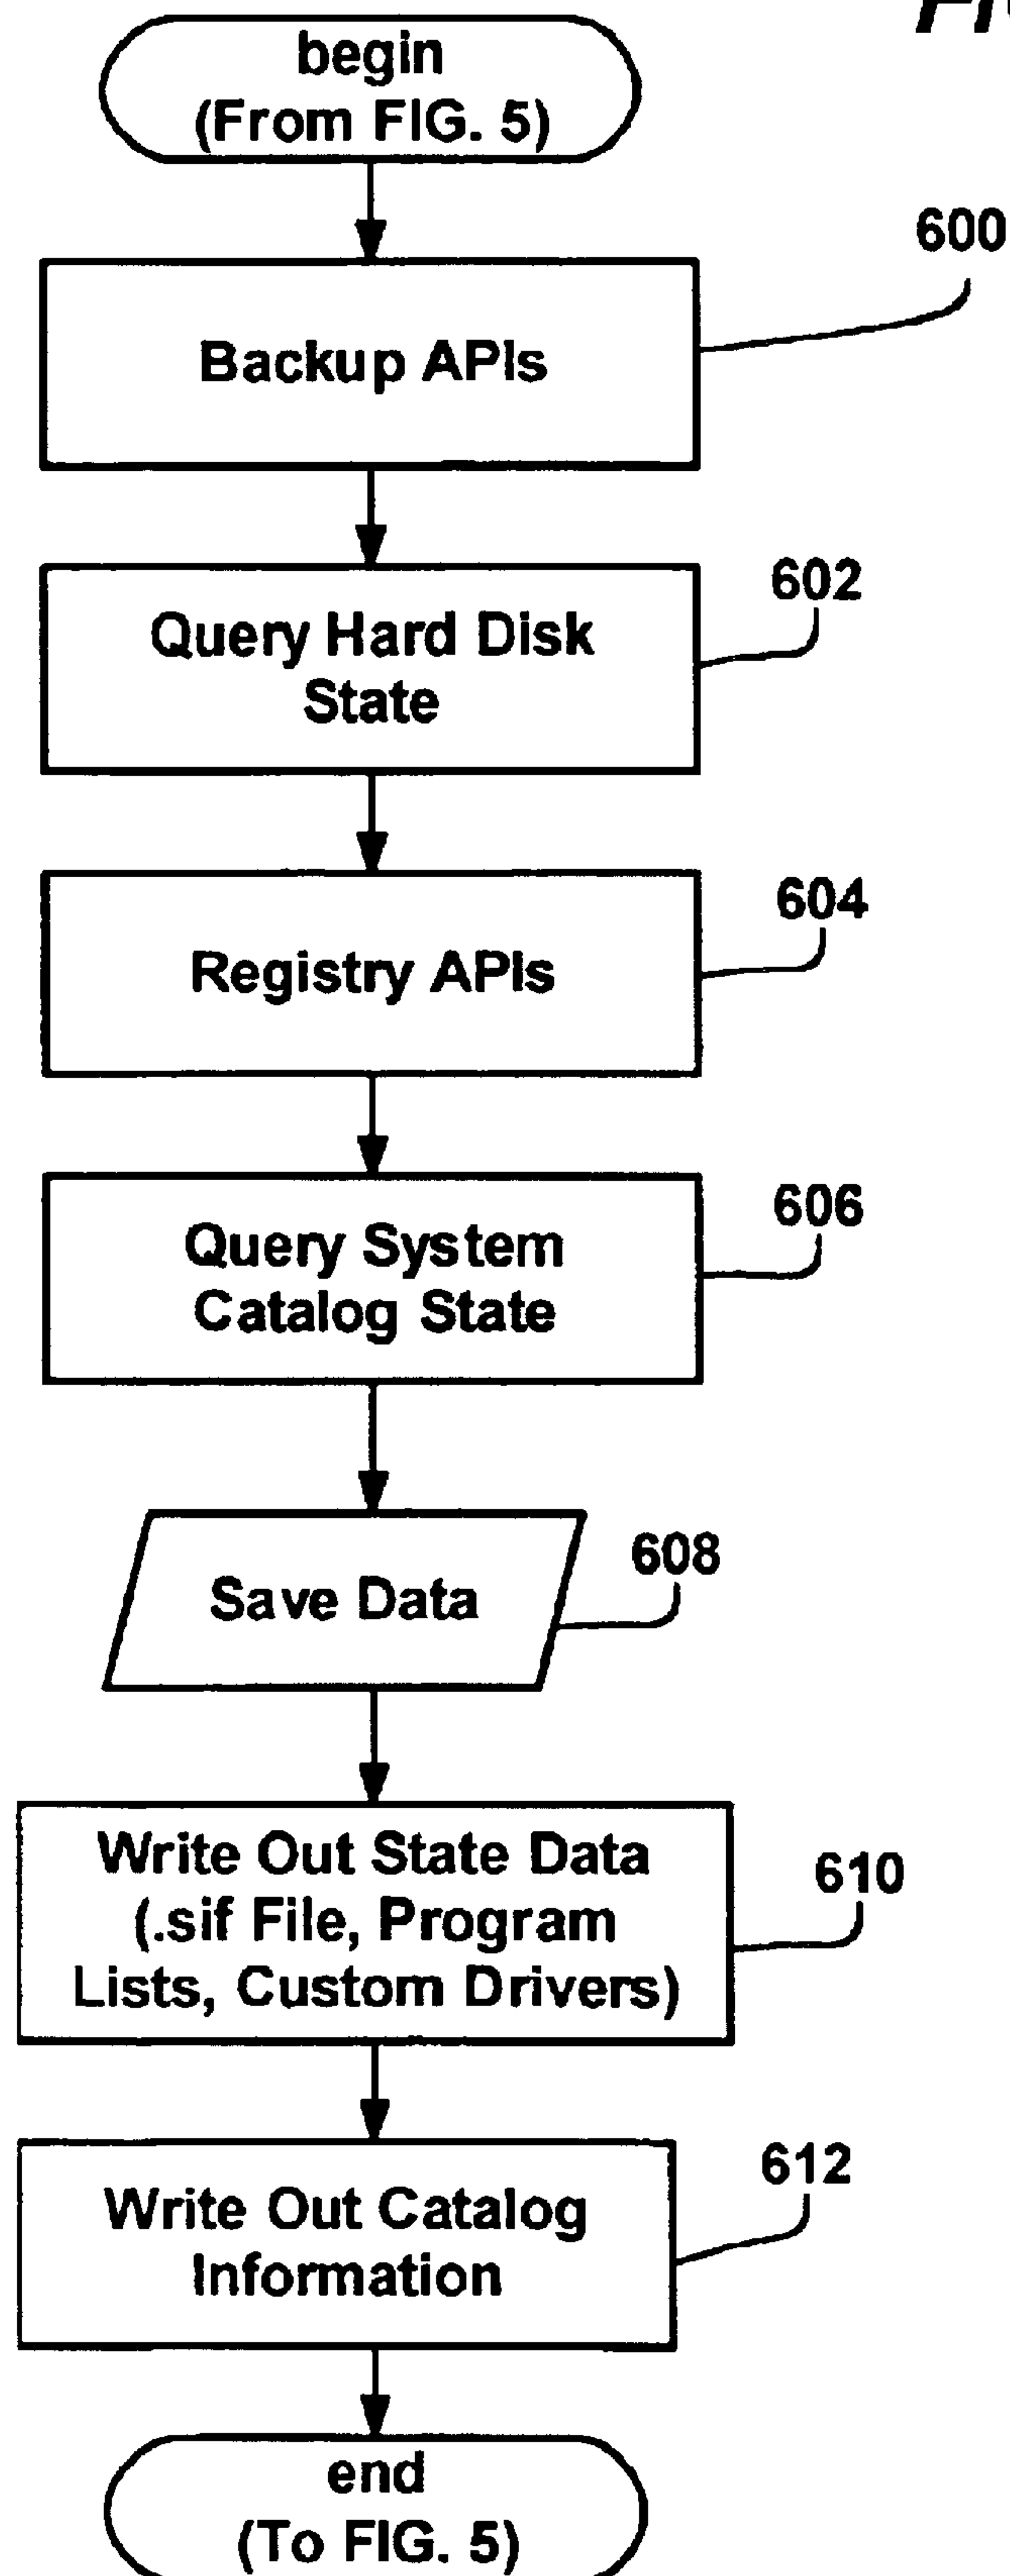 begin
(From FIG. 5)
600
Backup APIs
602
Query Hard Disk
State
604
Registry APIs
606
Query System
Catalog State
608
Save Data
Write Out State Data
610
(.sif File, Program
Lists, Custom Drivers)
612
Write Out Catalog
Information
end
(To FIG. 5)